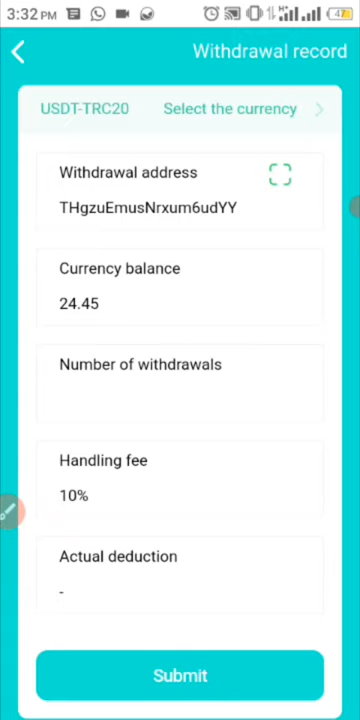 3:32 PM
47
Withdrawal record
USDT-TRC20 Select the currency
Withdrawal address
THgzuEmusNrxum6udYY
Currency balance
24.45
Number of withdrawals
Handling fee
10%
Actual deduction
-
Submit